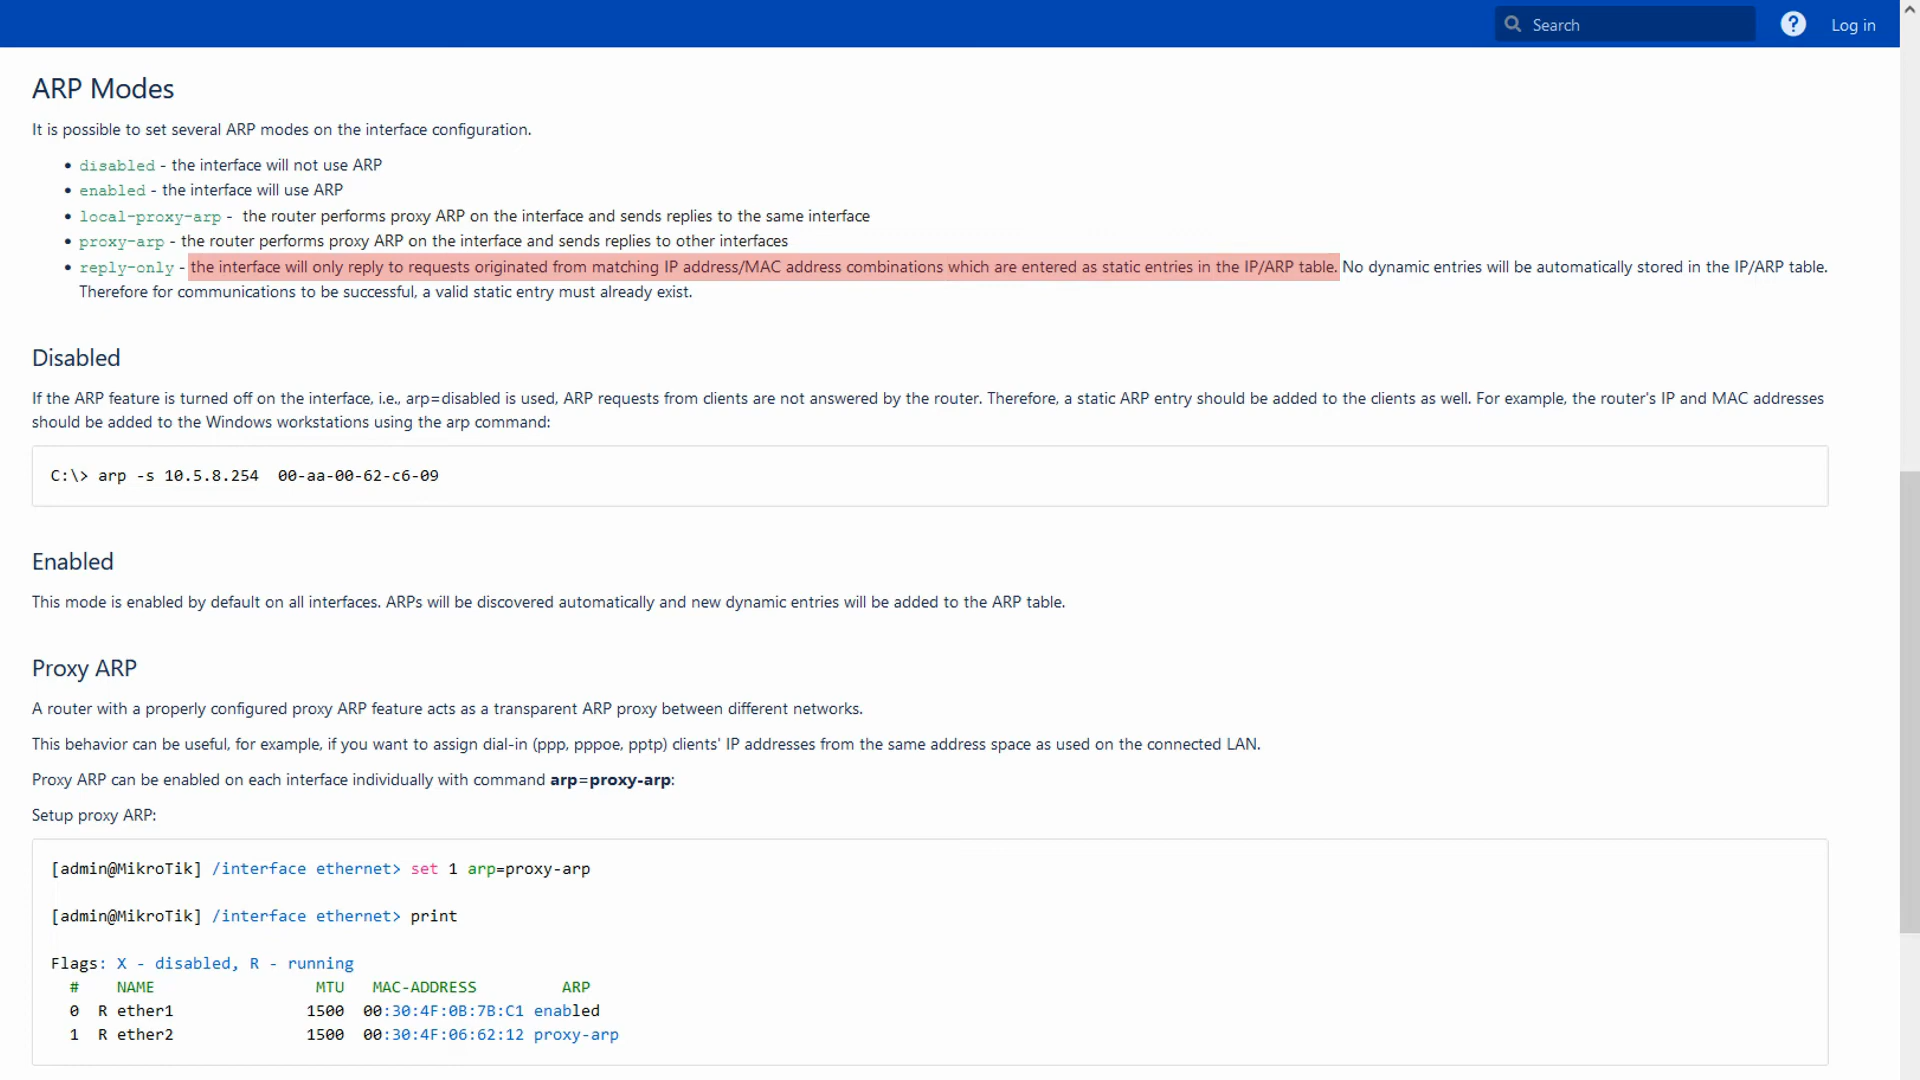 Search
? Log in
ARP Modes
It is possible to set several ARP modes on the interface configuration.
• disabled - the interface will not use ARP
• enabled - the interface will use ARP
• local-proxy-arp - the router performs proxy ARP on the interface and sends replies to the same interface
• proxy-arp - the router performs proxy ARP on the interface and sends replies to other interfaces
• reply-only - the interface will only reply to requests originated from matching IP address/MAC address combinations which are entered as static entries in the IP/ARP table. No dynamic entries will be automatically stored in the IP/ARP table.
Therefore for communications to be successful, a valid static entry must already exist.
Disabled
If the ARP feature is turned off on the interface, i.e., arp=disabled is used, ARP requests from clients are not answered by the router. Therefore, a static ARP entry should be added to the clients as well. For example, the router's IP and MAC addresses
should be added to the Windows workstations using the arp command:
C:\> arp -s 10.5.8.254  00-aa-00-62-c6-09
Enabled
This mode is enabled by default on all interfaces. ARPs will be discovered automatically and new dynamic entries will be added to the ARP table.
Proxy ARP
A router with a properly configured proxy ARP feature acts as a transparent ARP proxy between different networks.
This behavior can be useful, for example, if you want to assign dial-in (ppp, pppoe, pptp) clients' IP addresses from the same address space as used on the connected LAN.
Proxy ARP can be enabled on each interface individually with command arp=proxy-arp:
Setup proxy ARP:
[admin@MikroTik] /interface ethernet> set 1 arp=proxy-arp
[admin@MikroTik] /interface ethernet> print
Flags: X - disabled, R - running
#    NAME                 MTU   MAC-ADDRESS         ARP
0  R ether1              1500  00:30:4F:0B:7B:C1 enabled
1  R ether2              1500  00:30:4F:06:62:12 proxy-arp